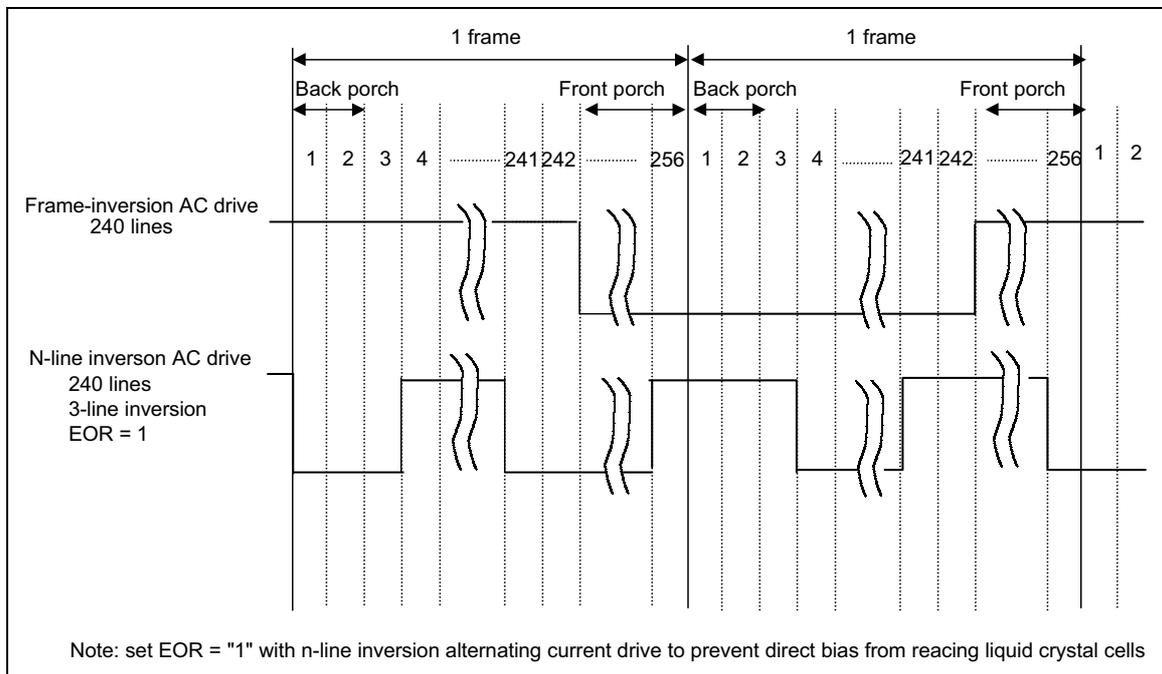 1 frame 1 frame
Back porch Front porch Back porch Front porch
1 2 3 4 ............... 241 242 ............. 256 1 2 3 4 .............. 241 242 .............. 256 1 2
Frame-inversion AC drive
240 lines
N-line inverson AC drive
240 lines
3-line inversion
EOR = 1
Note: set EOR = "1" with n-line inversion alternating current drive to prevent direct bias from reacing liquid crystal cells